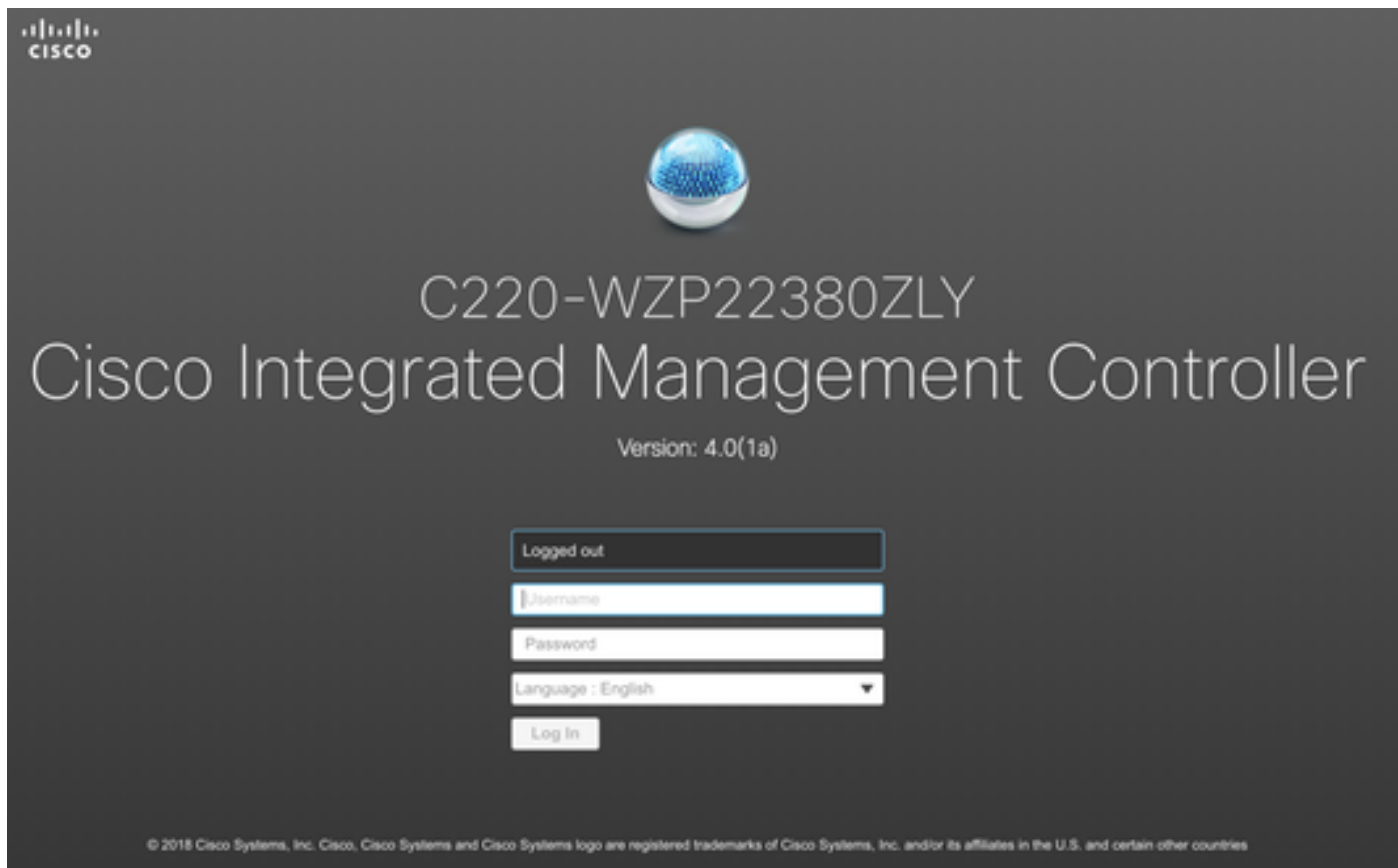 CISCO
C220-WZP22380ZLY
Cisco Integrated Management Controller
Version: 4.0(1a)
Logged out
Username
Password
Language : English
Log In
© 2018 Cisco Systems, Inc. Cisco, Cisco Systems and Cisco Systems logo are registered trademarks of Cisco Systems, Inc. and/or its affiliates in the U.S. and certain other countries